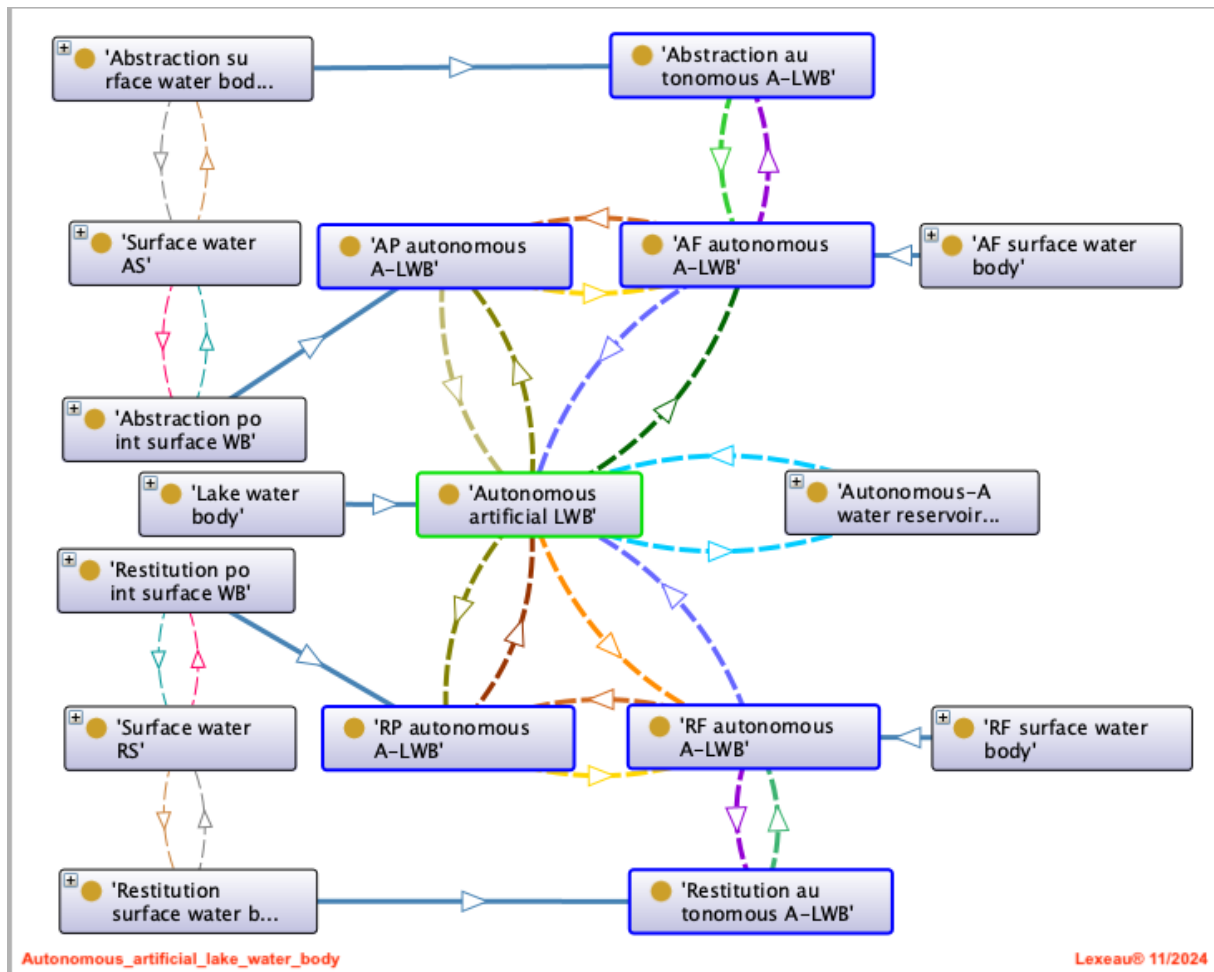 'Abstraction su
rface water bod...
'Abstraction au
tonomous A-LWB'
'Surface water
AS'
'AP autonomous
A-LWB'
'AF autonomous
A-LWB'
'AF surface water
body'
'Abstraction po
int surface WB'
'Lake water
body'
'Autonomous
artificial LWB'
'Autonomous-A
water reservoir...
'Restitution po
int surface WB'
'Surface water
RS'
'RP autonomous
A-LWB'
'RF autonomous
A-LWB'
'RF surface water
body'
'Restitution
surface water b...
'Restitution au
tonomous A-LWB'
Autonomous_artificial_lake_water_body
Lexeau® 11/2024